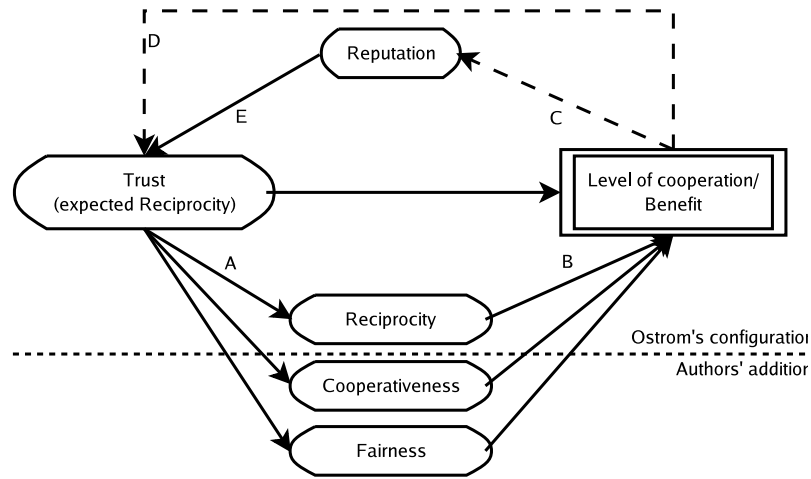 D
Reputation
E
C
Trust
(expected Reciprocity)
Level of cooperation/
Benefit
A
B
Reciprocity
Ostrom's configuration
Cooperativeness
Authors' addition
Fairness